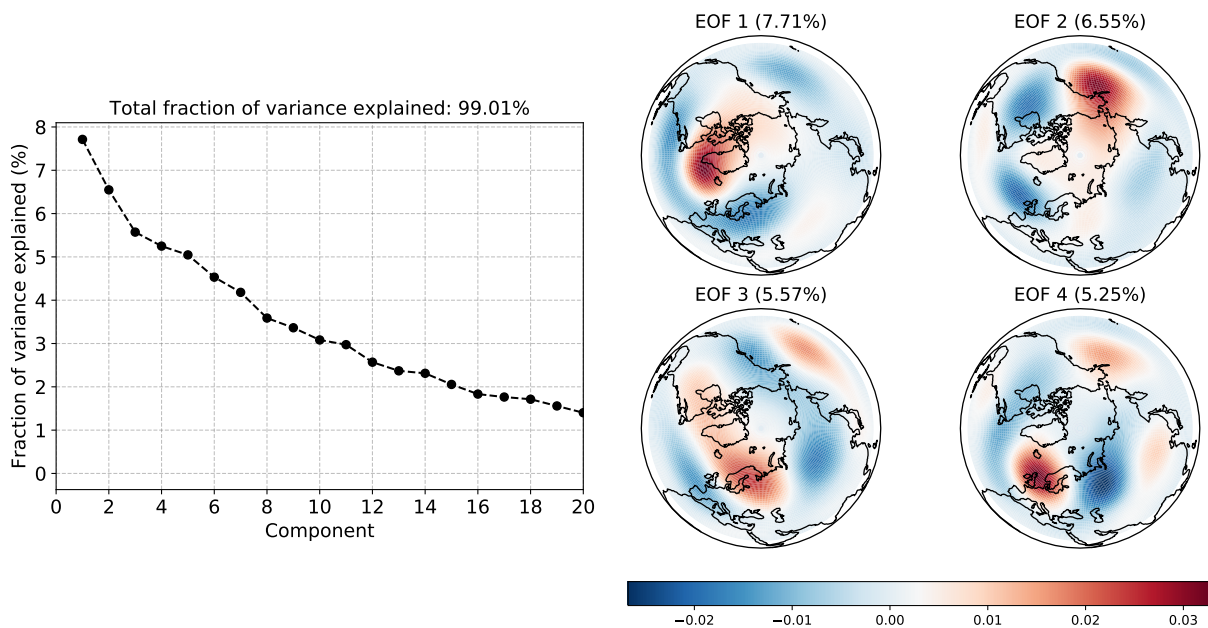 Total fraction of variance explained: 99.01%
Fraction of variance explained (%)
8
7
6
5
4
3
2
1
0
0 2 4 6 8 10 12 14 16 18 20
Component
EOF 1 (7.71%)
EOF 2 (6.55%)
EOF 3 (5.57%)
EOF 4 (5.25%)
−0.02 −0.01 0.00 0.01 0.02 0.03